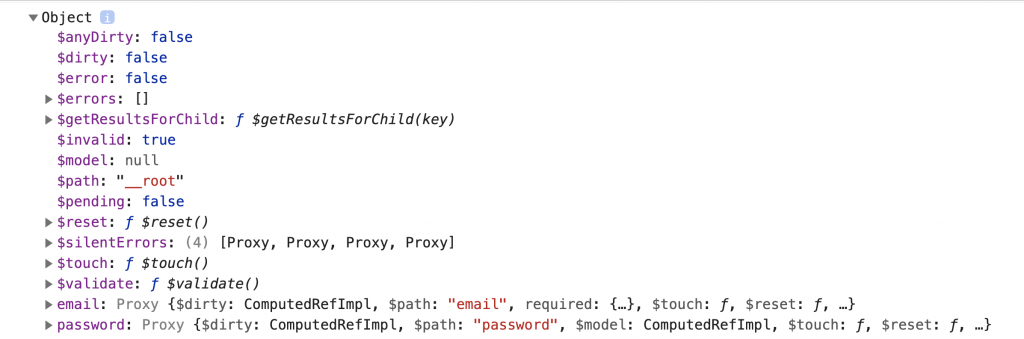 Object i
$anyDirty: false
$dirty: false
$error: false
$errors: []
$getResultsForChild: ƒ $getResultsForChild(key)
$invalid: true
$model: null
$path: "__root"
$pending: false
$reset: ƒ $reset()
$silentErrors: (4) [Proxy, Proxy, Proxy, Proxy]
$touch: ƒ $touch()
$validate: ƒ $validate()
email: Proxy {$dirty: ComputedRefImpl, $path: "email", required: {…}, $touch: ƒ, $reset: ƒ, …}
password: Proxy {$dirty: ComputedRefImpl, $path: "password", $model: ComputedRefImpl, $touch: ƒ, $reset: ƒ, …}